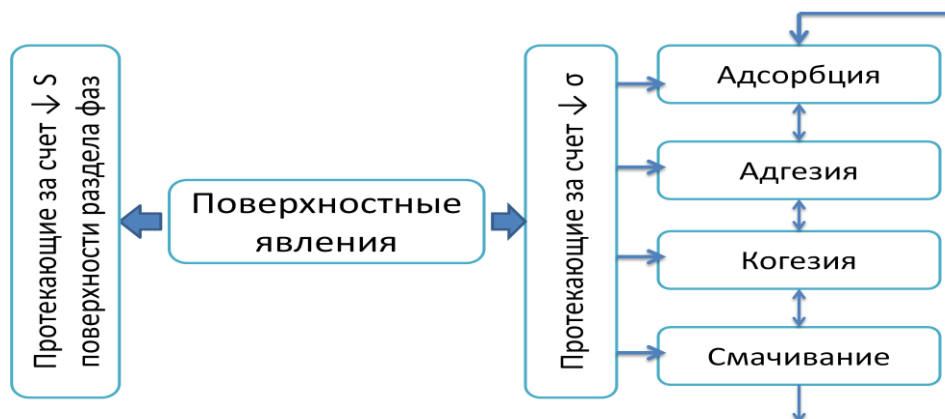 Протекающие за счет ↓ S
поверхности раздела фаз
Поверхностные
явления
Протекающие за счет ↓ σ
Адсорбция
Адгезия
Когезия
Смачивание